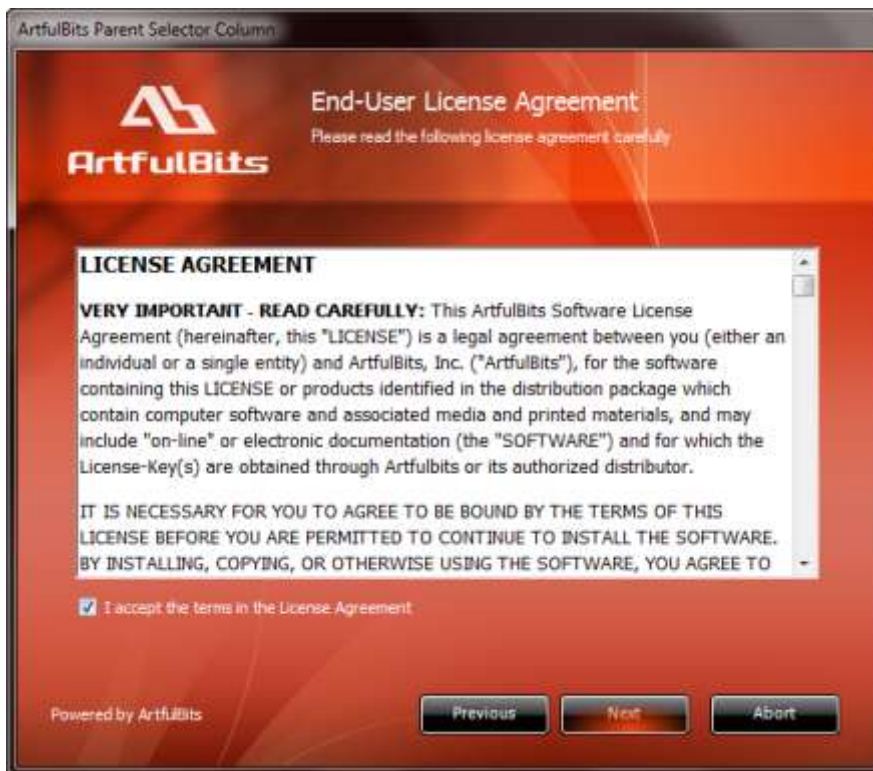 ArtfulBits Parent Selector Column
ArtfulBits
End-User License Agreement
Please read the following license agreement carefully
LICENSE AGREEMENT
VERY IMPORTANT - READ CAREFULLY: This ArtfulBits Software License
Agreement (hereinafter, this "LICENSE") is a legal agreement between you (either an
individual or a single entity) and ArtfulBits, Inc. ("ArtfulBits"), for the software
containing this LICENSE or products identified in the distribution package which
contain computer software and associated media and printed materials, and may
include "on-line" or electronic documentation (the "SOFTWARE") and for which the
License-Key(s) are obtained through Artfulbits or its authorized distributor.
IT IS NECESSARY FOR YOU TO AGREE TO BE BOUND BY THE TERMS OF THIS
LICENSE BEFORE YOU ARE PERMITTED TO CONTINUE TO INSTALL THE SOFTWARE.
BY INSTALLING, COPYING, OR OTHERWISE USING THE SOFTWARE, YOU AGREE TO
I accept the terms in the License Agreement
Powered by ArtfulBits
Previous
Next
Abort